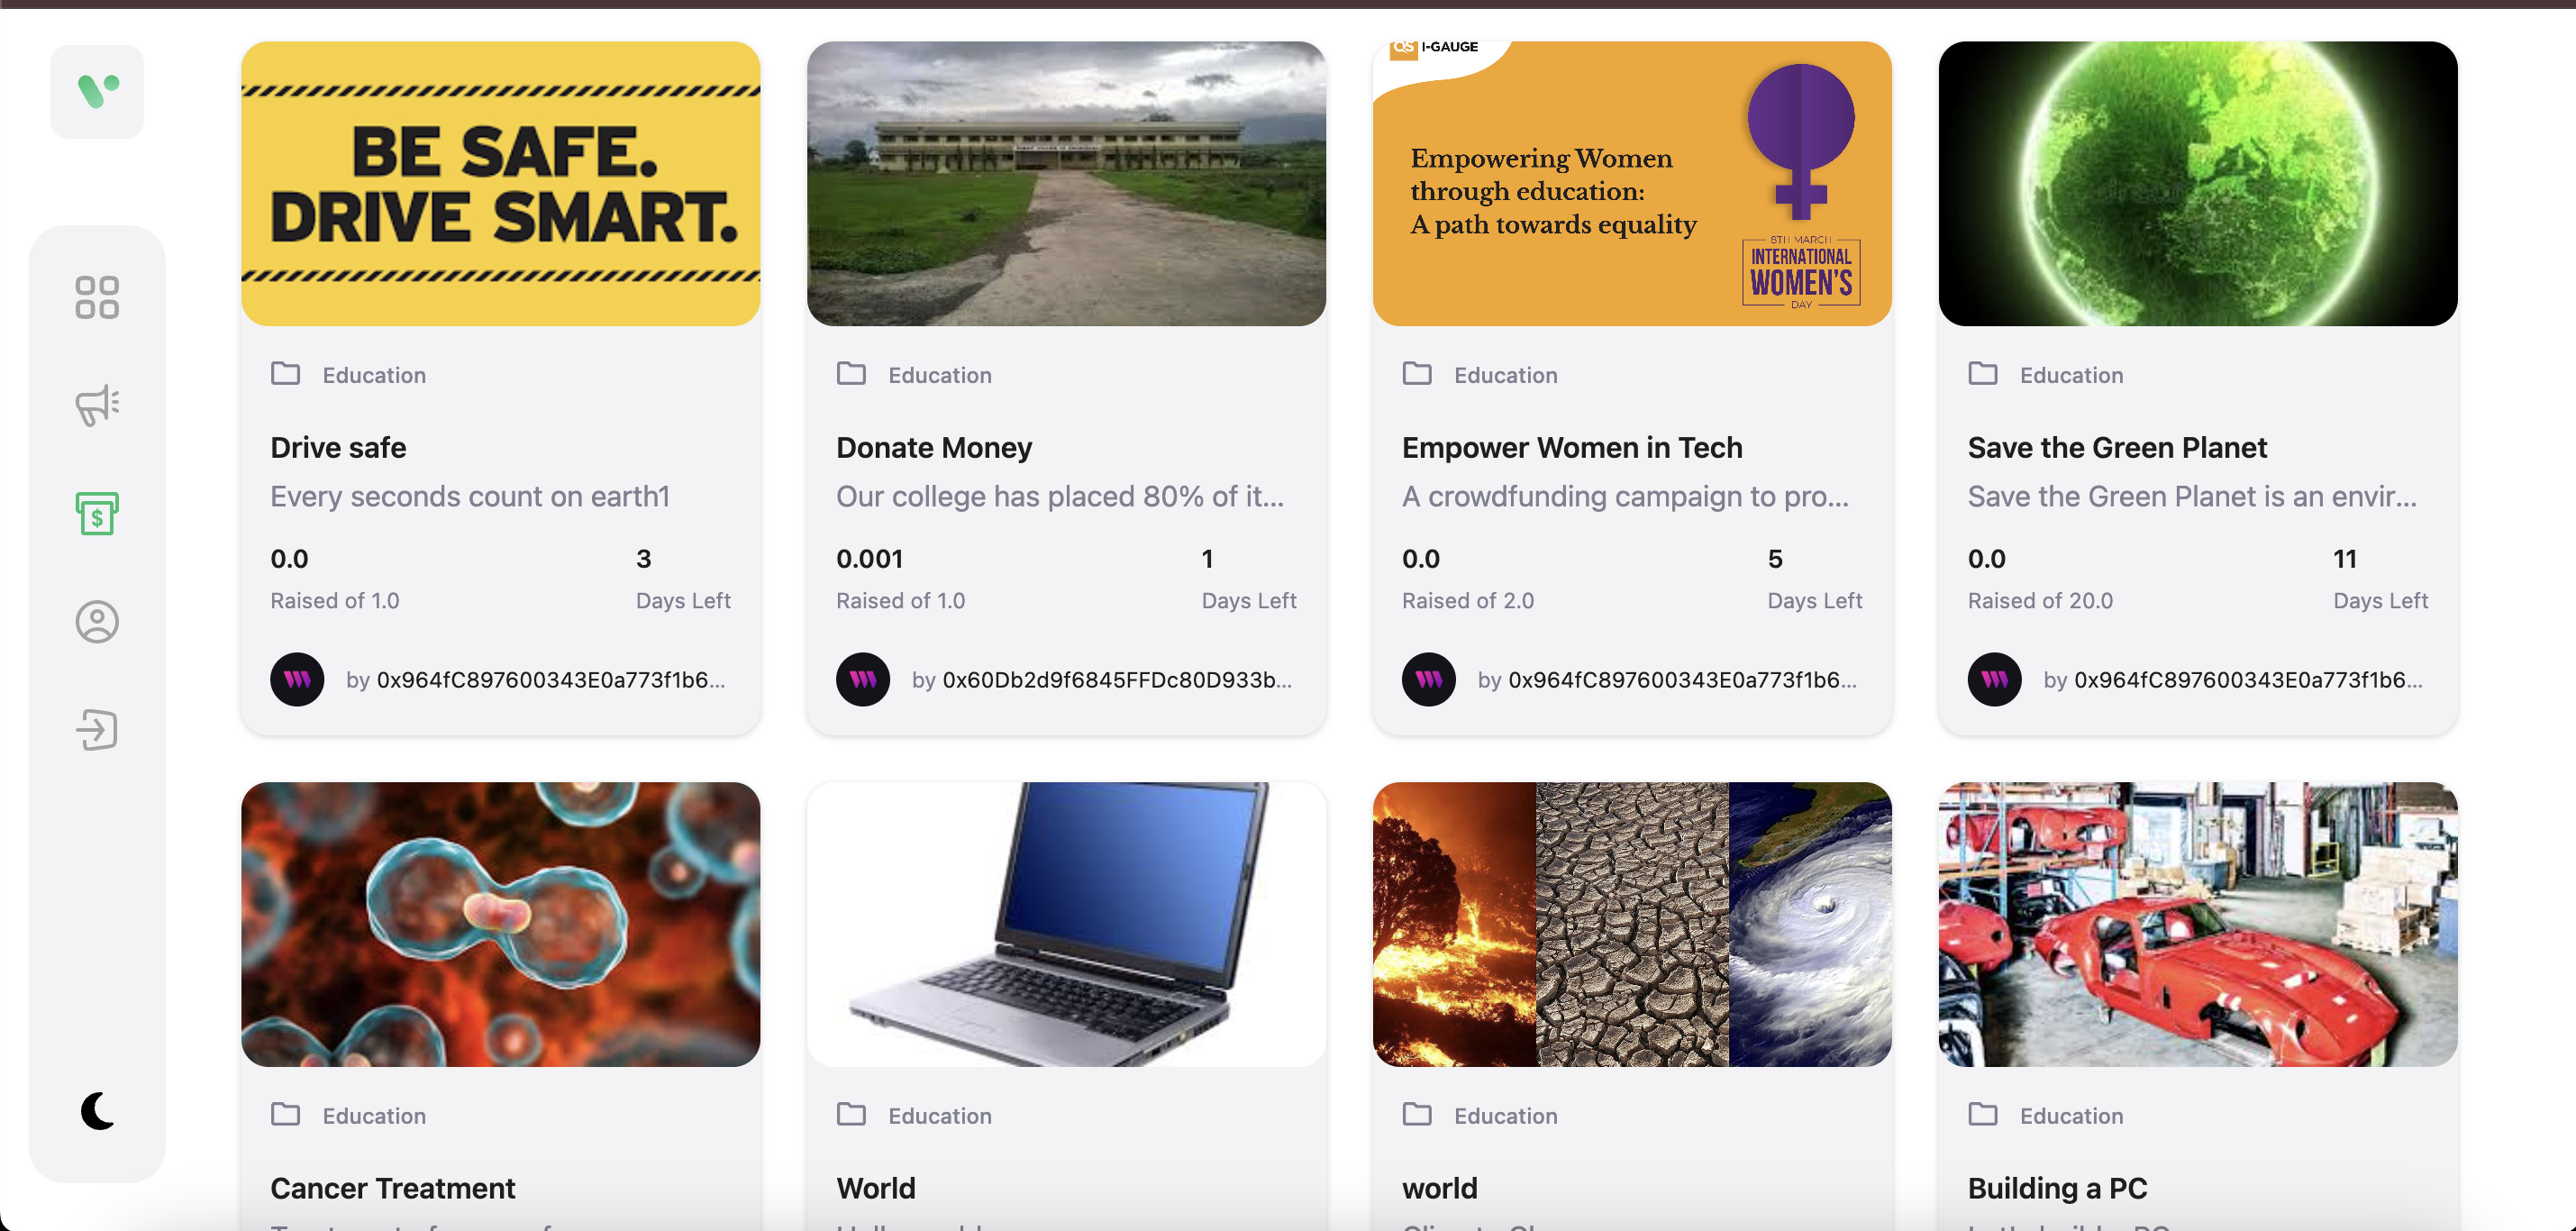 BE SAFE.
DRIVE SMART.
Education
Drive safe
Every seconds count on earth1
0.0
3
Raised of 1.0
Days Left
by 0x964fC897600343E0a773f1b6...
Education
Donate Money
Our college has placed 80% of it...
0.001
1
Raised of 1.0
Days Left
by 0x60Db2d9f6845FFDc80D933b...
QS I-GAUGE
Empowering Women
through education:
A path towards equality
8TH MARCH
INTERNATIONAL
WOMEN'S
DAY
Education
Empower Women in Tech
A crowdfunding campaign to pro...
0.0
5
Raised of 2.0
Days Left
by 0x964fC897600343E0a773f1b6...
Education
Save the Green Planet
Save the Green Planet is an envir...
0.0
11
Raised of 20.0
Days Left
by 0x964fC897600343E0a773f1b6...
Education
Cancer Treatment
Education
World
Education
world
Education
Building a PC